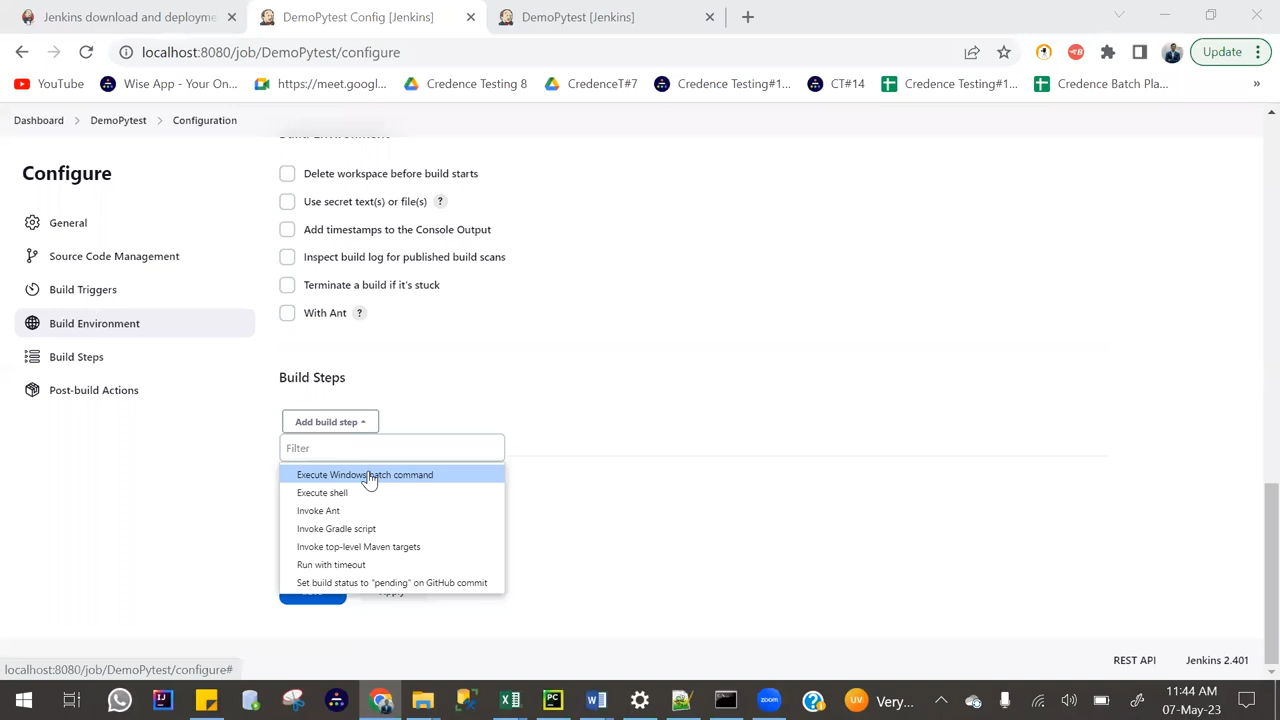 Jenkins download and deployme
DemoPytest Config [Jenkins]
DemoPytest [Jenkins]
localhost:8080/job/DemoPytest/configure
Update
YouTube
Wise App - Your On...
https://meet.googl...
Credence Testing 8
CredenceT#7
Credence Testing#1...
CT#14
Credence Testing#1...
Credence Batch Pla...
»
Dashboard
DemoPytest
Configuration
Build Environment
Configure
Delete workspace before build starts
General
Use secret text(s) or file(s) ?
Add timestamps to the Console Output
Source Code Management
Inspect build log for published build scans
Build Triggers
Terminate a build if it's stuck
Build Environment
With Ant ?
Build Steps
Build Steps
Post-build Actions
Add build step
Filter
Execute Windows batch command
Execute shell
Invoke Ant
Invoke Gradle script
Invoke top-level Maven targets
Run with timeout
Set build status to "pending" on GitHub commit
Apply
REST API
Jenkins 2.401
localhost:8080/job/DemoPytest/configure#
UV
Very...
11:44 AM
07-May-23